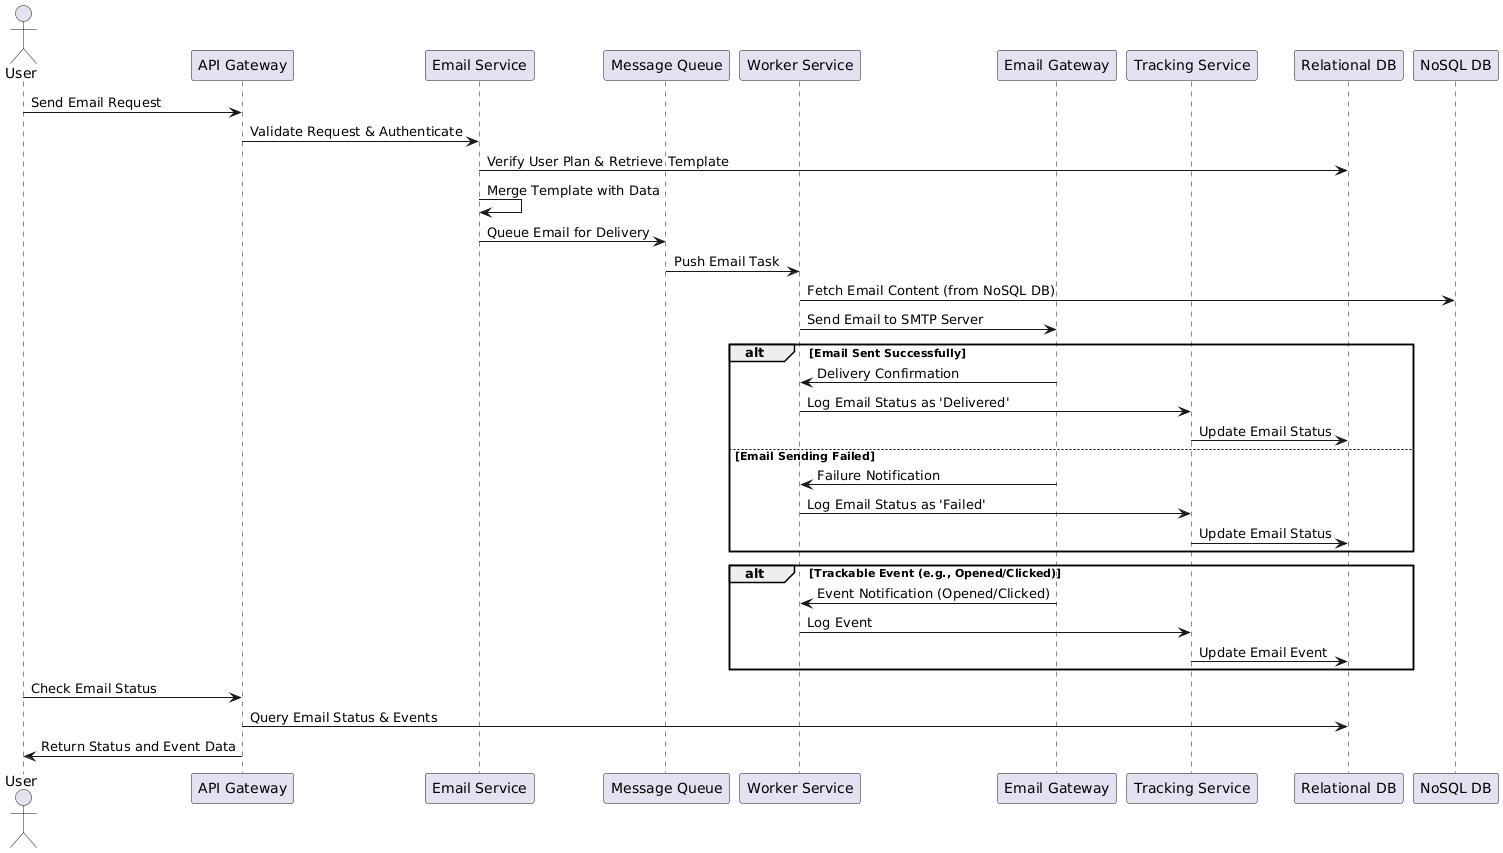 User
API Gateway
Email Service
Message Queue
Worker Service
Email Gateway
Tracking Service
Relational DB
NoSQL DB
Send Email Request
Validate Request & Authenticate
Verify User Plan & Retrieve Template
Merge Template with Data
Queue Email for Delivery
Push Email Task
Fetch Email Content (from NoSQL DB)
Send Email to SMTP Server
alt
[Email Sent Successfully]
Delivery Confirmation
Log Email Status as 'Delivered'
Update Email Status
[Email Sending Failed]
Failure Notification
Log Email Status as 'Failed'
Update Email Status
alt
[Trackable Event (e.g., Opened/Clicked)]
Event Notification (Opened/Clicked)
Log Event
Update Email Event
Check Email Status
Query Email Status & Events
Return Status and Event Data
User
API Gateway
Email Service
Message Queue
Worker Service
Email Gateway
Tracking Service
Relational DB
NoSQL DB